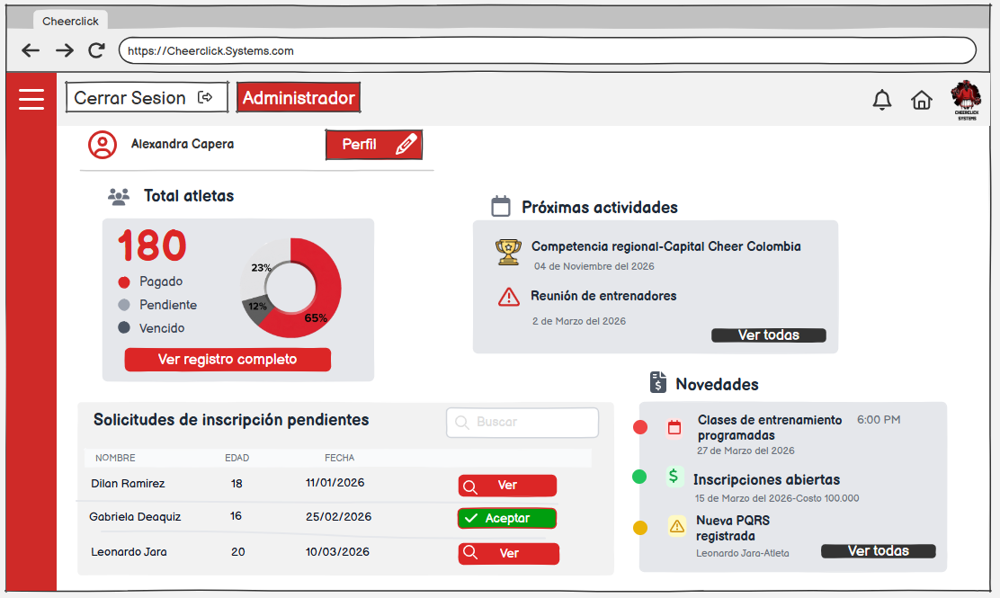 Cheerclick
https://Cheerclick.Systems.com
Cerrar Sesion
Administrador
CHEERCLICK
SYSTEMS
Alexandra Capera
Perfil
Total atletas
180
Pagado
Pendiente
Vencido
23%
12%
65%
Ver registro completo
Próximas actividades
Competencia regional-Capital Cheer Colombia
04 de Noviembre del 2026
Reunión de entrenadores
2 de Marzo del 2026
Ver todas
Solicitudes de inscripción pendientes
Buscar
NOMBRE EDAD FECHA
Dilan Ramirez 18 11/01/2026 Ver
Gabriela Deaquiz 16 25/02/2026 Aceptar
Leonardo Jara 20 10/03/2026 Ver
Novedades
Clases de entrenamiento 6:00 PM
programadas
27 de Marzo del 2026
Inscripciones abiertas
15 de Marzo del 2026-Costo 100.000
Nueva PQRS
registrada
Leonardo Jara-Atleta
Ver todas